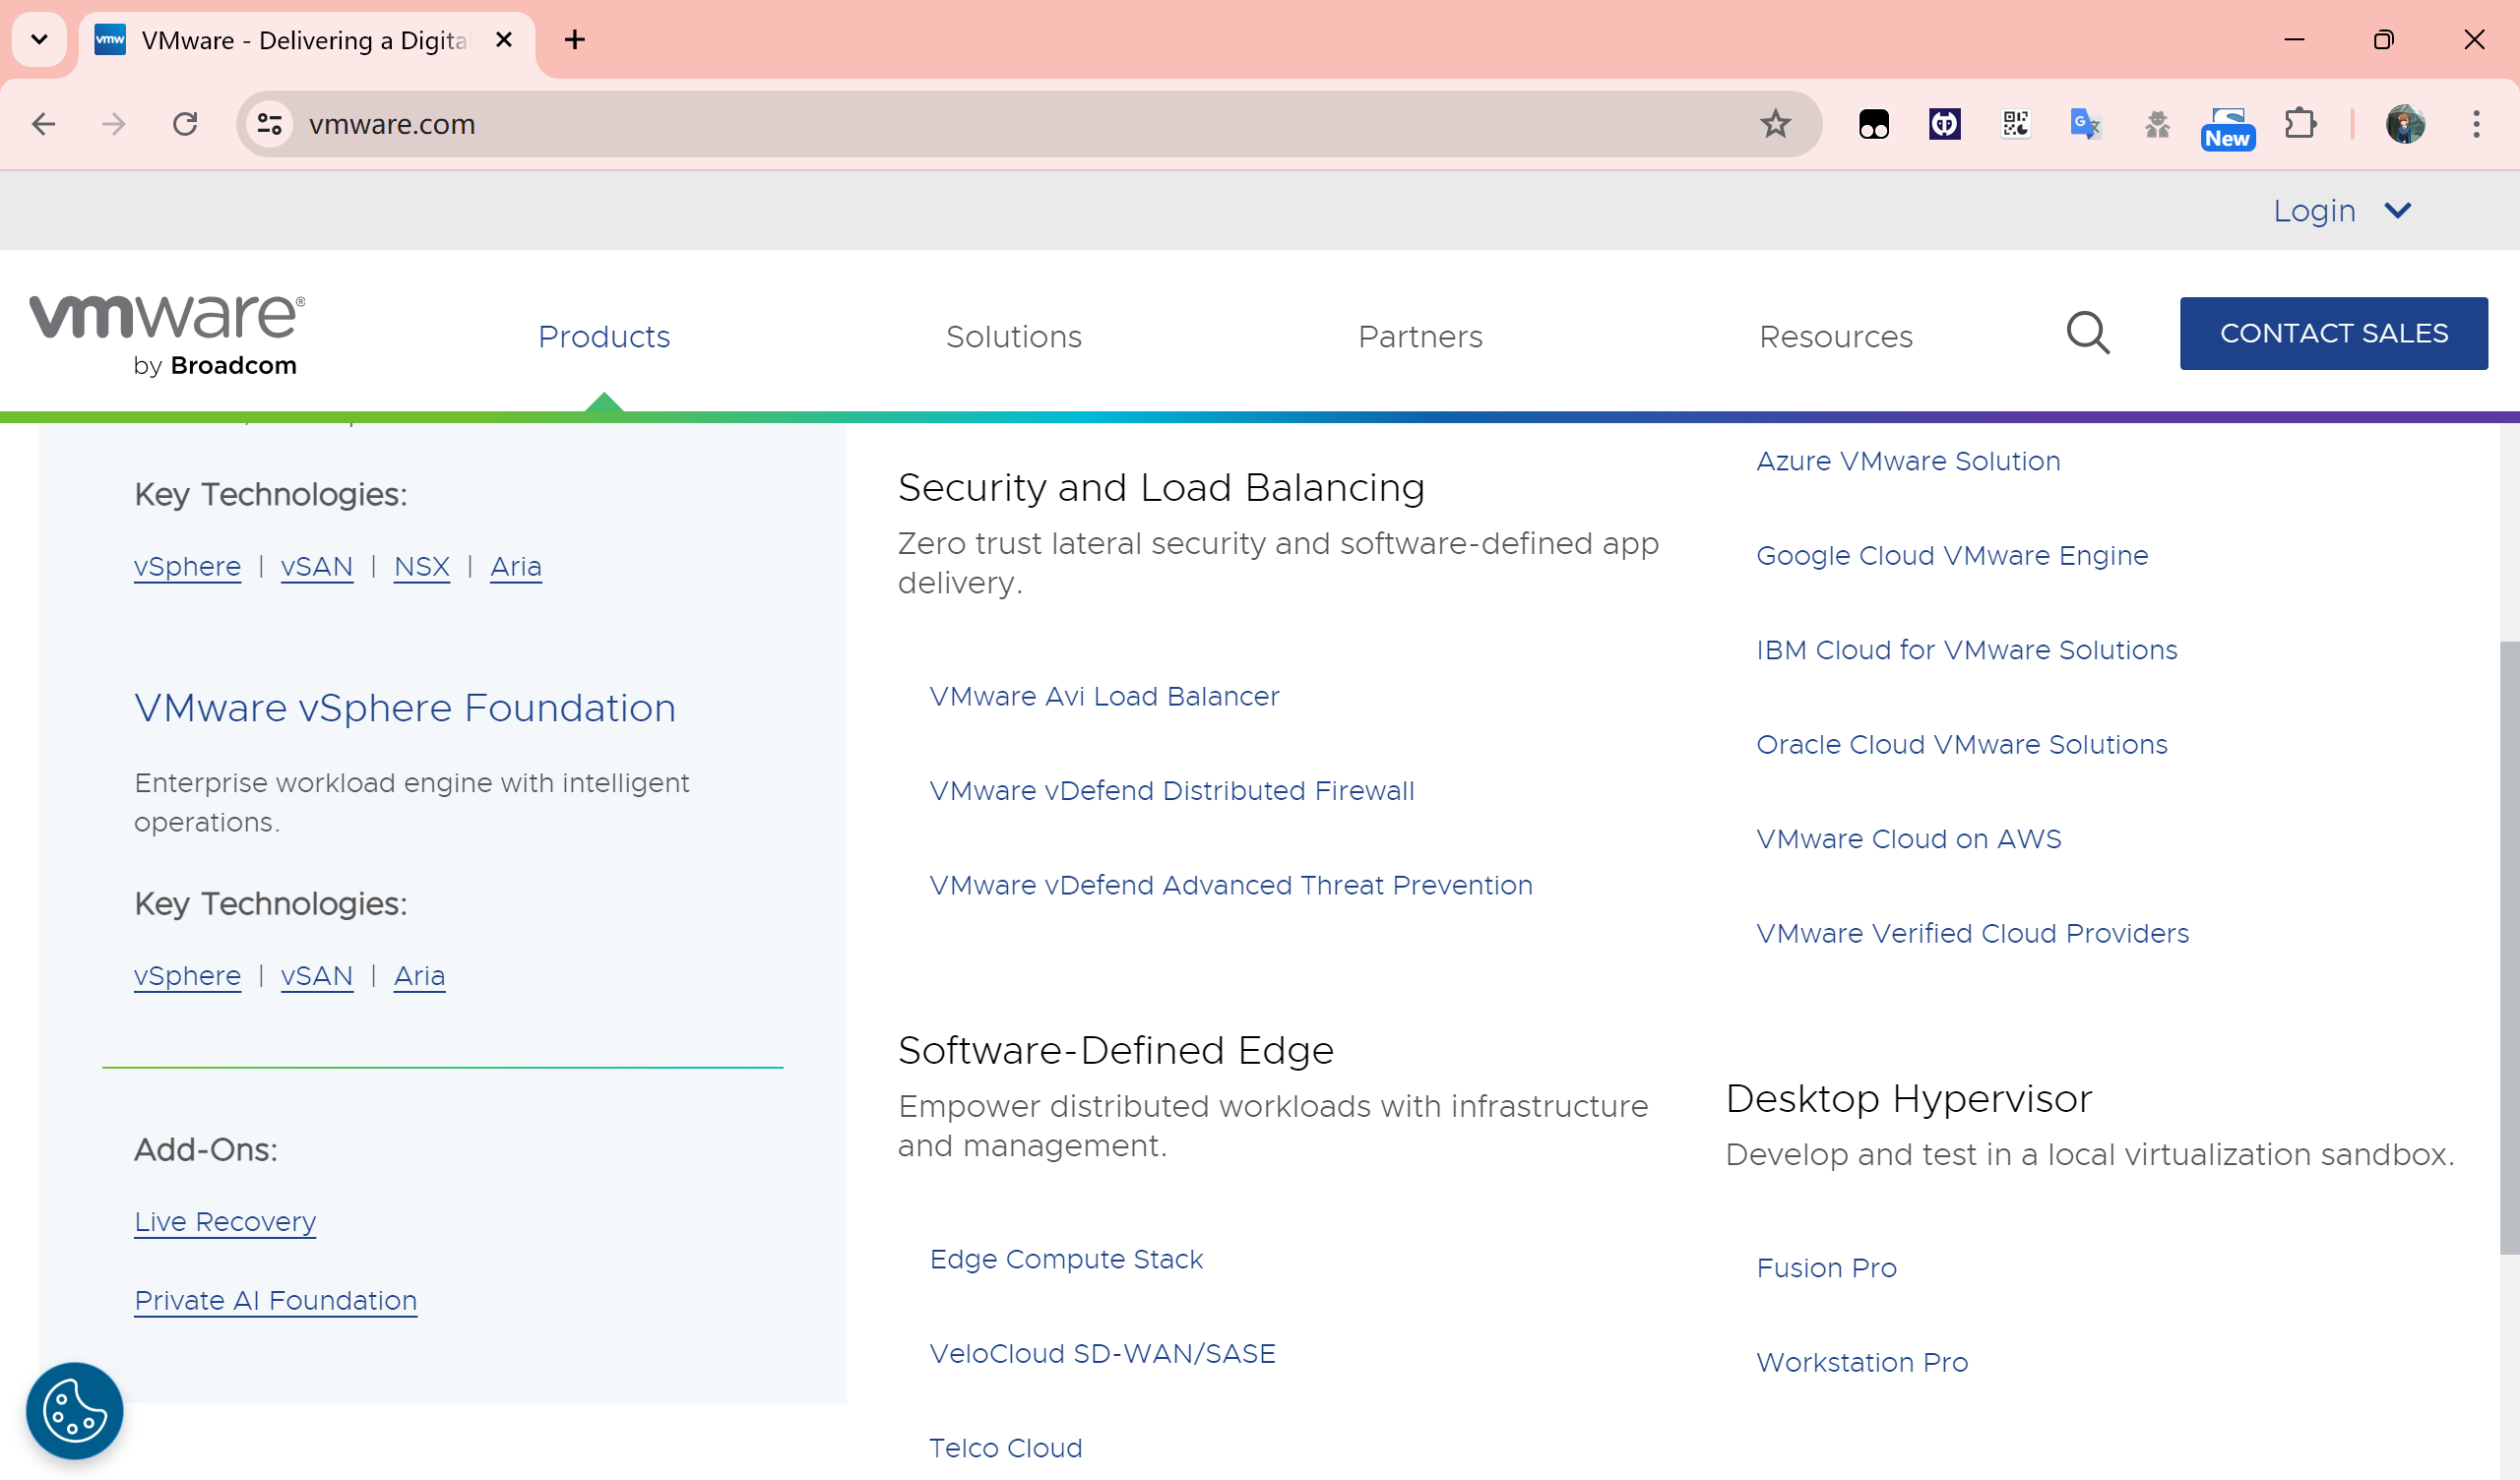 vmw
VMware - Delivering a Digita
vmware.com
New
Login
vmware®
by Broadcom
Products
Solutions
Partners
Resources
CONTACT SALES
Key Technologies:
vSphere | vSAN | NSX | Aria
VMware vSphere Foundation
Enterprise workload engine with intelligent
operations.
Key Technologies:
vSphere | vSAN | Aria
Add-Ons:
Live Recovery
Private AI Foundation
Security and Load Balancing
Zero trust lateral security and software-defined app
delivery.
VMware Avi Load Balancer
VMware vDefend Distributed Firewall
VMware vDefend Advanced Threat Prevention
Software-Defined Edge
Empower distributed workloads with infrastructure
and management.
Edge Compute Stack
VeloCloud SD-WAN/SASE
Telco Cloud
Azure VMware Solution
Google Cloud VMware Engine
IBM Cloud for VMware Solutions
Oracle Cloud VMware Solutions
VMware Cloud on AWS
VMware Verified Cloud Providers
Desktop Hypervisor
Develop and test in a local virtualization sandbox.
Fusion Pro
Workstation Pro